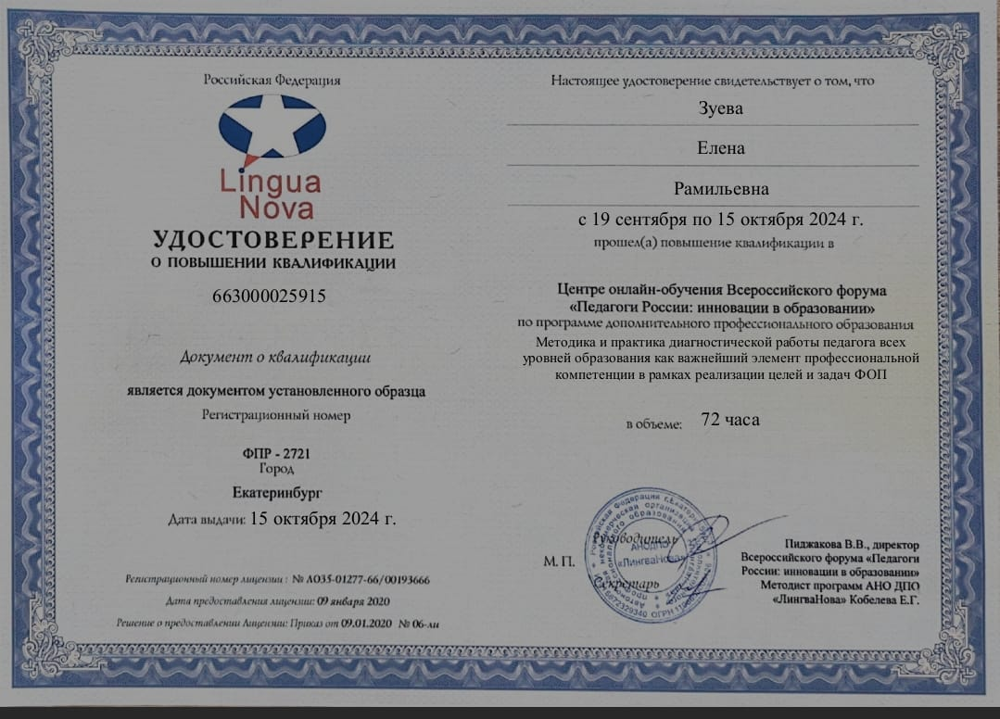 Российская Федерация
Lingua
Nova
УДОСТОВЕРЕНИЕ
О ПОВЫШЕНИИ КВАЛИФИКАЦИИ
663000025915
Документ о квалификации
является документом установленного образца
Регистрационный номер
ФПР - 2721
Город
Екатеринбург
Дата выдачи: 15 октября 2024 г.
Регистрационный номер лицензии : № ЛО35-01277-66/00193666
Дата предоставления лицензии: 09 января 2020
Решение о предоставлении Лицензии: Приказ от 09.01.2020 № 06-ли
Настоящее удостоверение свидетельствует о том, что
Зуева
Елена
Рамильевна
с 19 сентября по 15 октября 2024 г.
прошел(а) повышение квалификации в
Центре онлайн-обучения Всероссийского форума
«Педагоги России: инновации в образовании»
по программе дополнительного профессионального образования
Методика и практика диагностической работы педагога всех
уровней образования как важнейший элемент профессиональной
компетенции в рамках реализации целей и задач ФОП
в объеме: 72 часа
Руководитель
АНОДПО
«ЛингваНова»
М. П.
Секретарь
Пиджакова В.В., директор
Всероссийского форума «Педагоги
России: инновации в образовании»
Методист программ АНО ДПО
«ЛингваНова» Кобелева Е.Г.